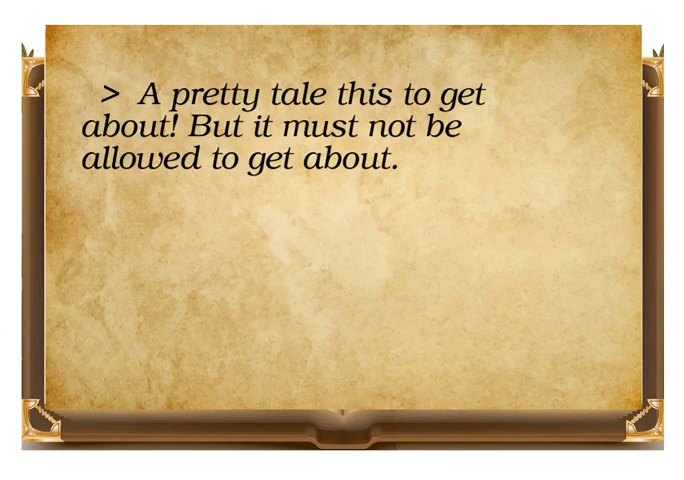 > A pretty tale this to get
about! But it must not be
allowed to get about.